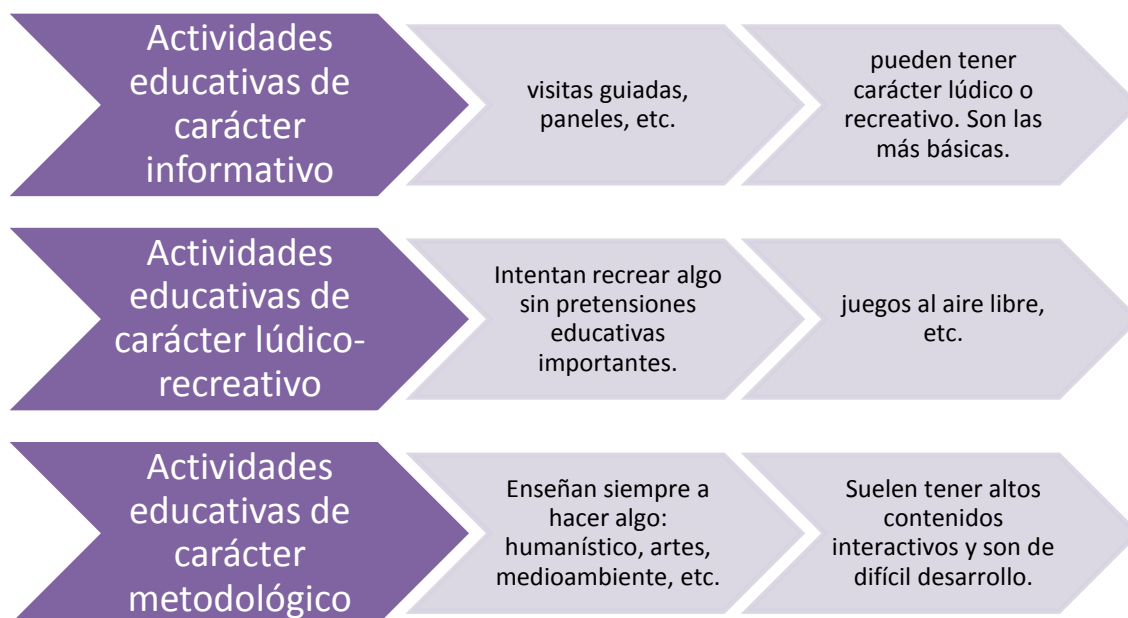 Actividades
educativas de
carácter
informativo
visitas guiadas,
paneles, etc.
pueden tener
carácter lúdico o
recreativo. Son las
más básicas.
Actividades
educativas de
carácter lúdico-
recreativo
Intentan recrear algo
sin pretensiones
educativas
importantes.
juegos al aire libre,
etc.
Actividades
educativas de
carácter
metodológico
Enseñan siempre a
hacer algo:
humanístico, artes,
medioambiente, etc.
Suelen tener altos
contenidos
interactivos y son de
difícil desarrollo.